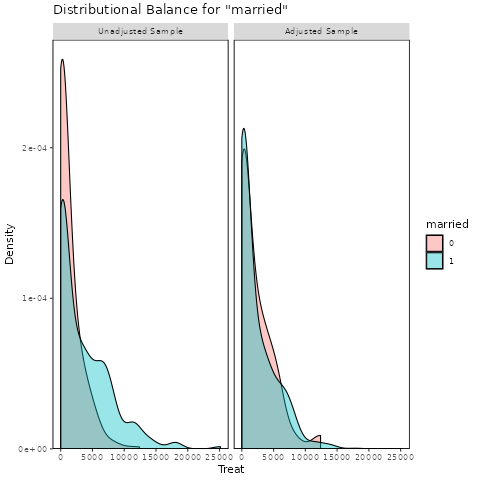 Distributional Balance for "married"
Unadjusted Sample
Adjusted Sample
Density
2e-04
1e-04
0e+00
0 5000 10000 15000 20000 25000
0 5000 10000 15000 20000 25000
Treat
married
0
1